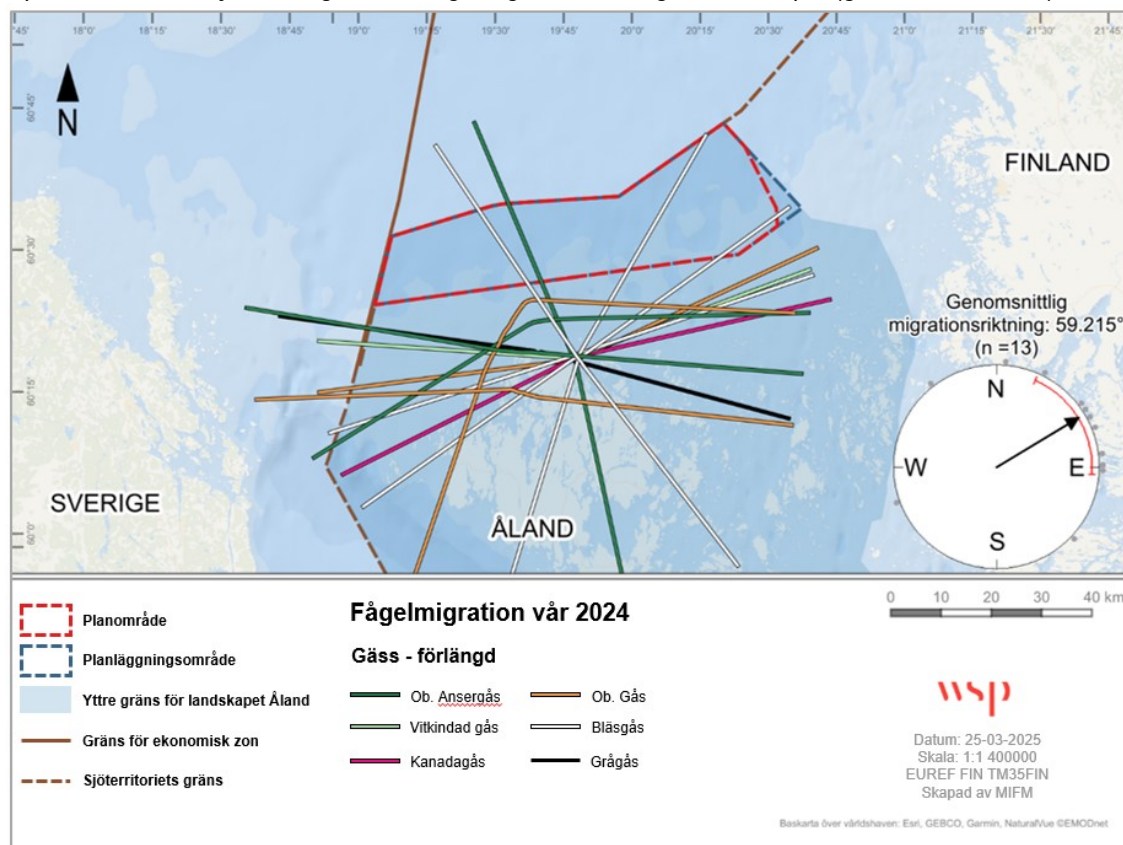 45' 18°0' 18°15' 18°30' 18°45' 19°15' 19°30' 19°45' 20°0' 20°15' 20°30' 20°45' 21°0' 21°15' 21°30' 21°45'
60°45'
N
FINLAND
60°30'
Genomsnittlig
migrationsriktning: 59.215°
(n =13)
N
60°15'
W
E
SVERIGE
ÅLAND
60°0'
S
0 10 20 30 40 km
Planområde
Planläggningsområde
Yttre gräns för landskapet Åland
Gräns för ekonomisk zon
Sjöterritoriets gräns
Fågelmigration vår 2024
Gäss - förlängd
Ob. Ansergås
Ob. Gås
Vitkindad gås
Bläsgås
Kanadagås
Grågås
wsp
Datum: 25-03-2025
Skala: 1:1 400000
EUREF FIN TM35FIN
Skapad av MIFM
Baskarta över världshaven: Esri, GEBCO, Garmin, NaturalVue ©EMODnet